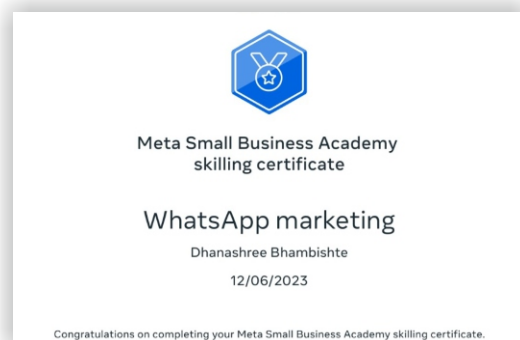 Meta Small Business Academy
skilling certificate
WhatsApp marketing
Dhanashree Bhambishte
12/06/2023
Congratulations on completing your Meta Small Business Academy skilling certificate.